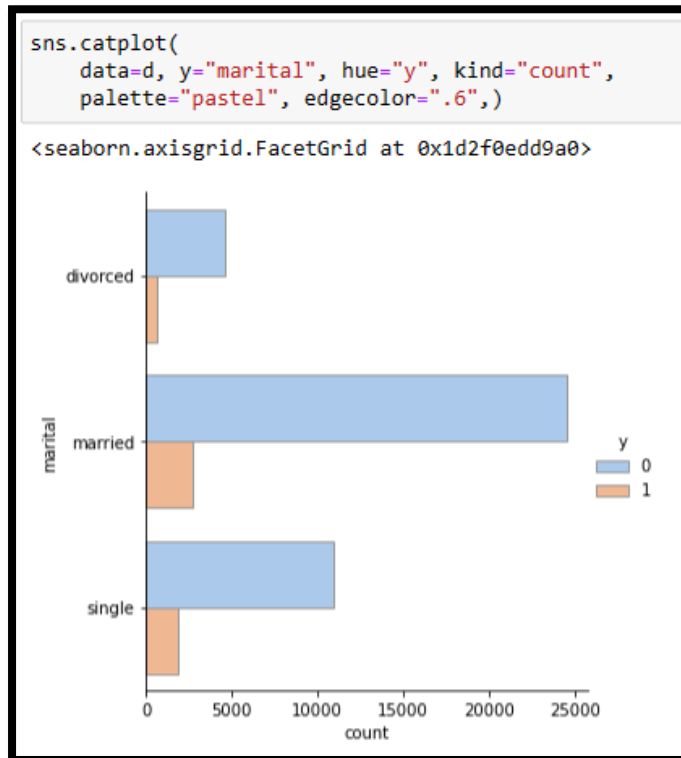 sns.catplot(
    data=d, y="marital", hue="y", kind="count",
    palette="pastel", edgecolor=".6",)
<seaborn.axisgrid.FacetGrid at 0x1d2f0edd9a0>
divorced
married
single
marital
y
0
1
0 5000 10000 15000 20000 25000
count